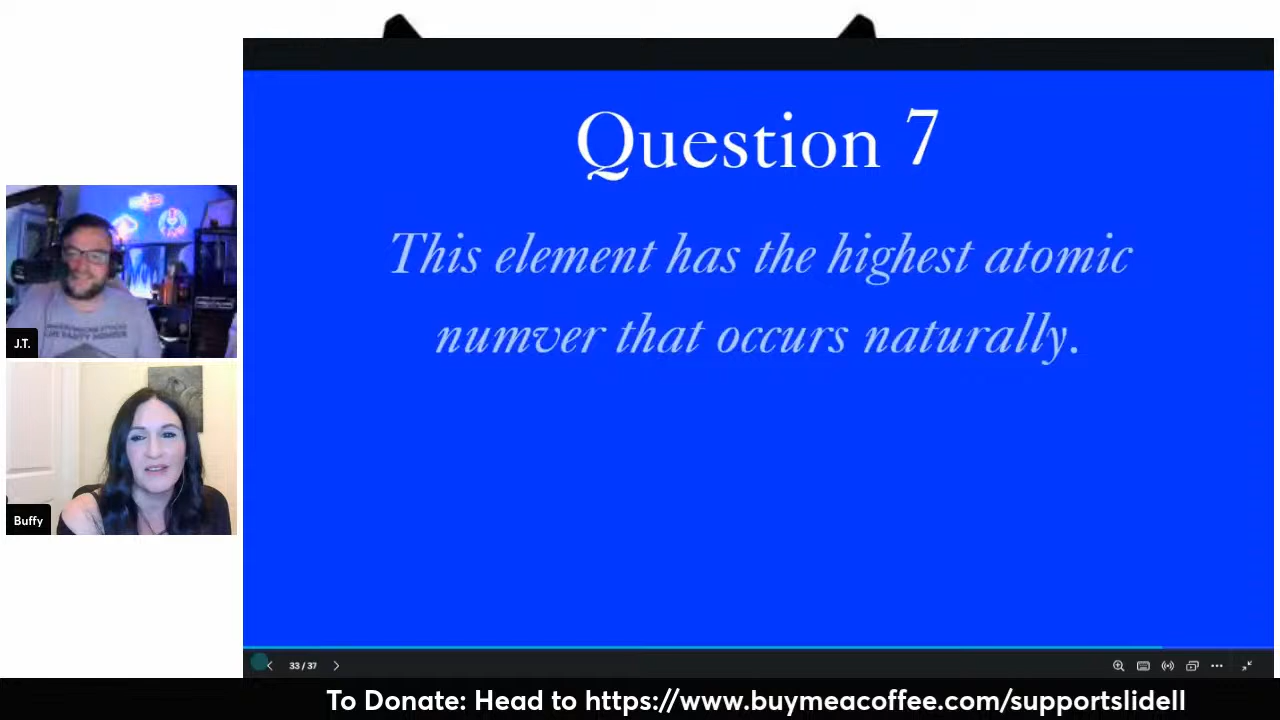 Question 7
This element has the highest atomic
numver that occurs naturally.
J.T.
Buffy
33 / 37
To Donate: Head to https://www.buymeacoffee.com/supportslidell